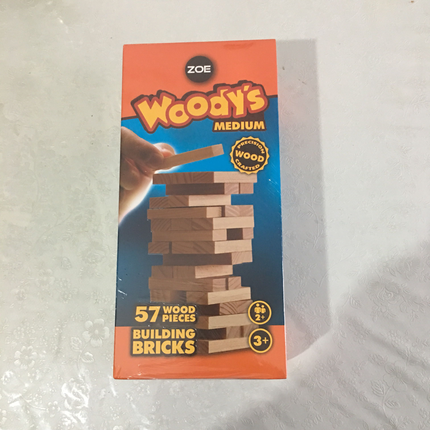 ZOE
Woody's
MEDIUM
PRECISION
WOOD
CRAFTED
57 WOOD
PIECES
BUILDING
BRICKS
2+
3+